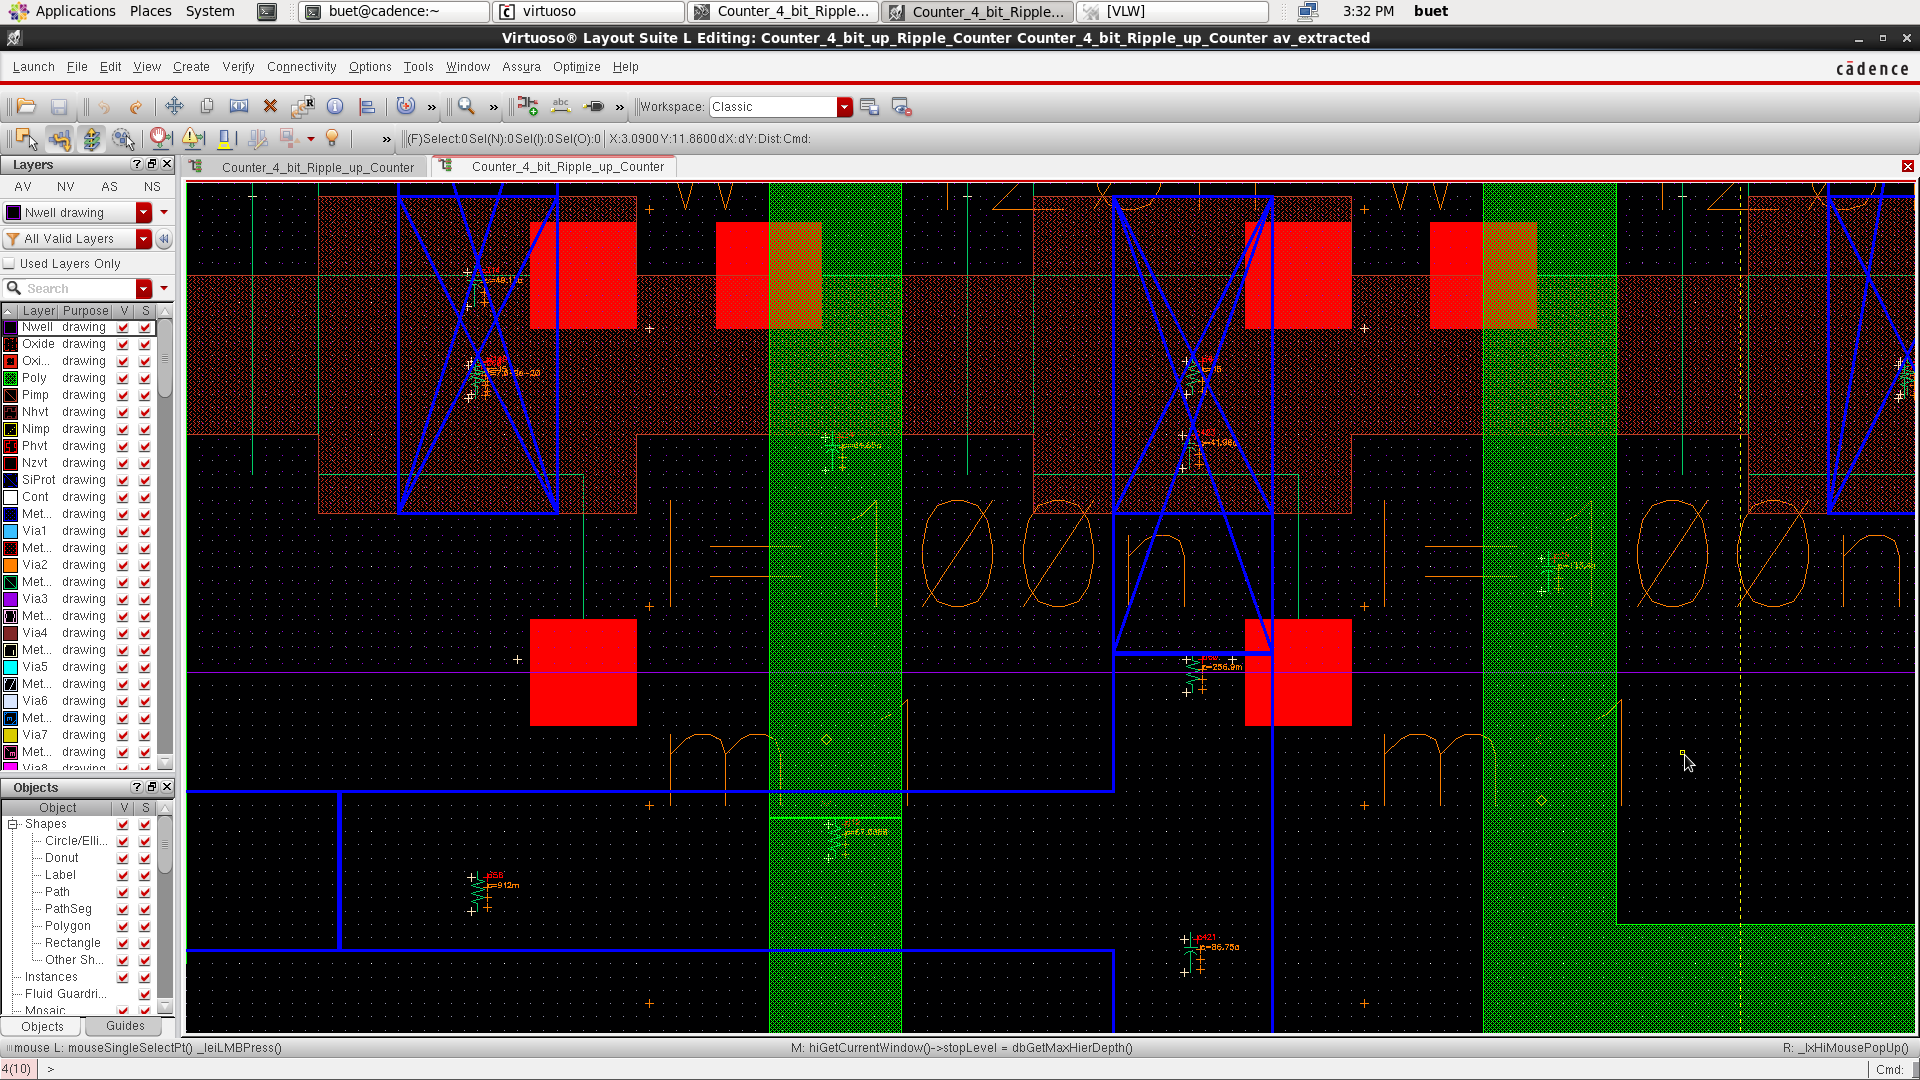 Applications Places System buet@cadence:~ virtuoso Counter_4_bit_Ripple... Counter_4_bit_Ripple... [VLW] 3:32 PM buet
Virtuoso® Layout Suite L Editing: Counter_4_bit_up_Ripple_Counter Counter_4_bit_Ripple_up_Counter av_extracted
Launch File Edit View Create Verify Connectivity Options Tools Window Assura Optimize Help cādence
Workspace: Classic
(F)Select:0 Sel(N):0 Sel(I):0 Sel(O):0 X:3.0900 Y:11.8600 dX: dY: Dist: Cmd:
Layers
Counter_4_bit_Ripple_up_Counter Counter_4_bit_Ripple_up_Counter
AV NV AS NS
Nwell drawing
All Valid Layers
Used Layers Only
Search
Layer Purpose V S
Nwell drawing
Oxide drawing
Oxi... drawing
Poly drawing
Pimp drawing
Nhvt drawing
Nimp drawing
Phvt drawing
Nzvt drawing
SiProt drawing
Cont drawing
Met... drawing
Via1 drawing
Met... drawing
Via2 drawing
Met... drawing
Via3 drawing
Met... drawing
Via4 drawing
Met... drawing
Via5 drawing
Met... drawing
Via6 drawing
Met... drawing
Via7 drawing
Met... drawing
Via8 drawing
Objects
Object V S
Shapes
Circle/Elli...
Donut
Label
Path
PathSeg
Polygon
Rectangle
Other Sh...
Instances
Fluid Guardri...
Mosaic
Objects Guides
l=100n l=100n
m:1 m:1
r=256.9m
r=912m
c=86.75a
mouse L: mouseSingleSelectPt() _leiLMBPress() M: hiGetCurrentWindow()->stopLevel = dbGetMaxHierDepth() R: _lxHiMousePopUp()
4(10) > Cmd: